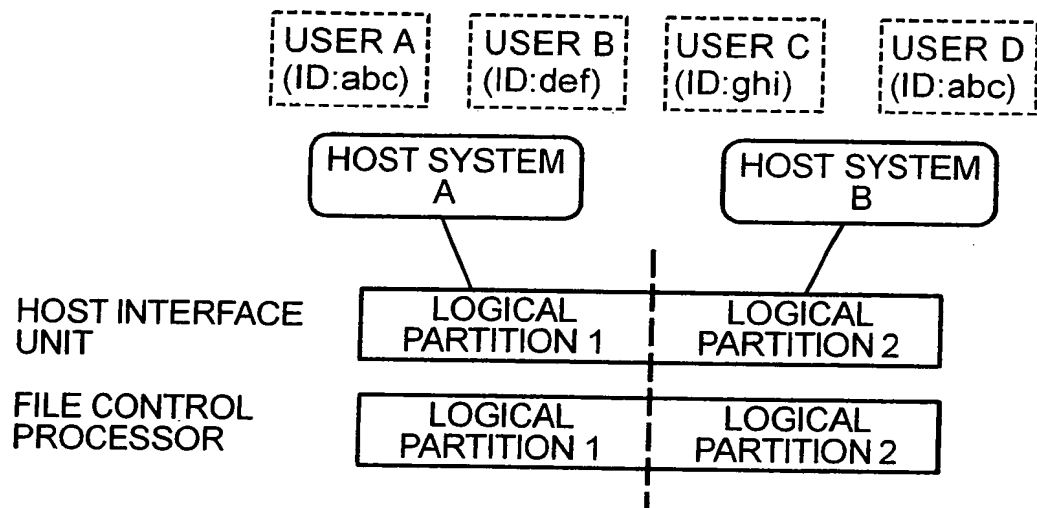 USER A
(ID:abc)
USER B
(ID:def)
USER C
(ID:ghi)
USER D
(ID:abc)
HOST SYSTEM
A
HOST SYSTEM
B
HOST INTERFACE
UNIT
LOGICAL
PARTITION 1
LOGICAL
PARTITION 2
FILE CONTROL
PROCESSOR
LOGICAL
PARTITION 1
LOGICAL
PARTITION 2